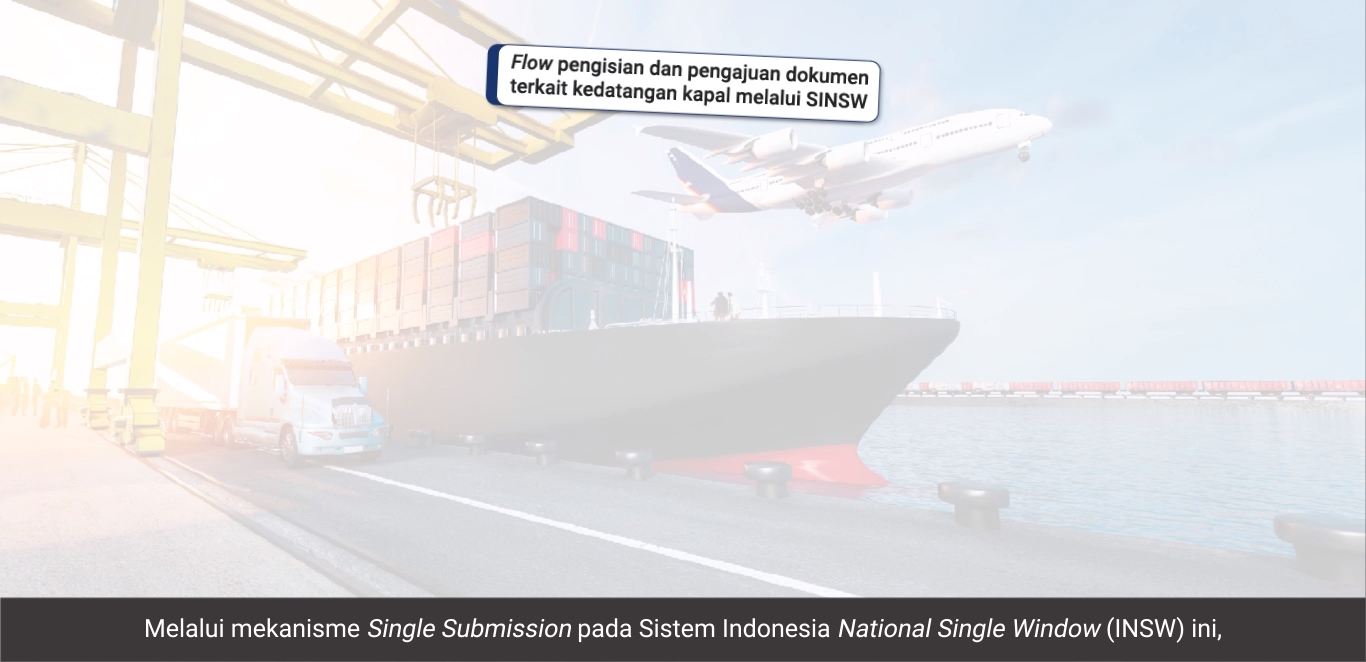 Flow pengisian dan pengajuan dokumen
terkait kedatangan kapal melalui SINSW
Melalui mekanisme Single Submission pada Sistem Indonesia National Single Window (INSW) ini,